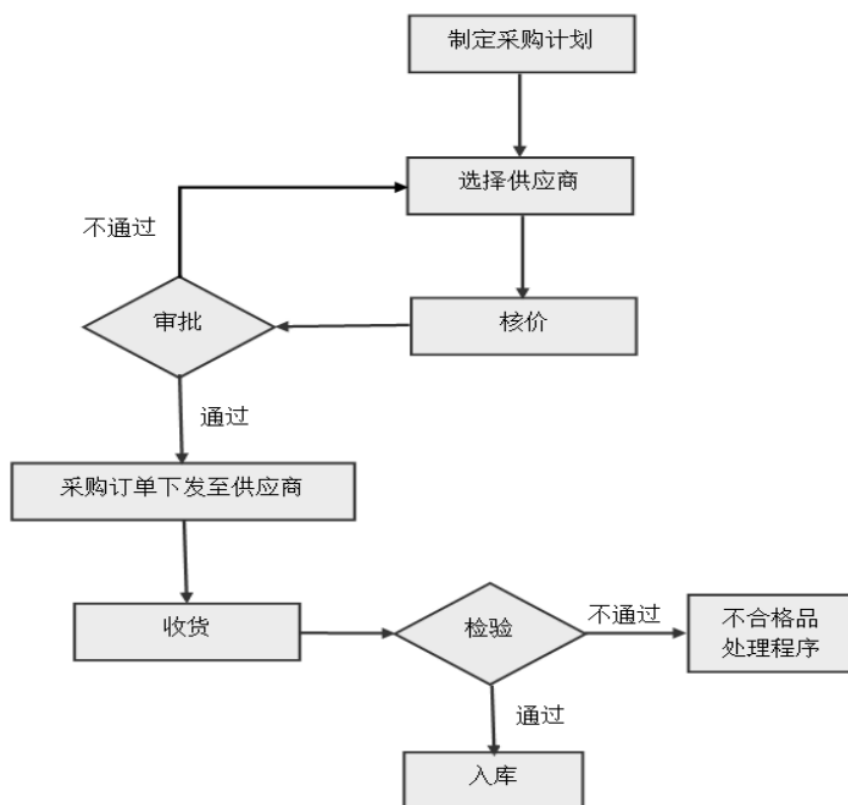 制定采购计划
选择供应商
不通过
审批
核价
通过
采购订单下发至供应商
收货
检验
不通过
不合格品
处理程序
通过
入库